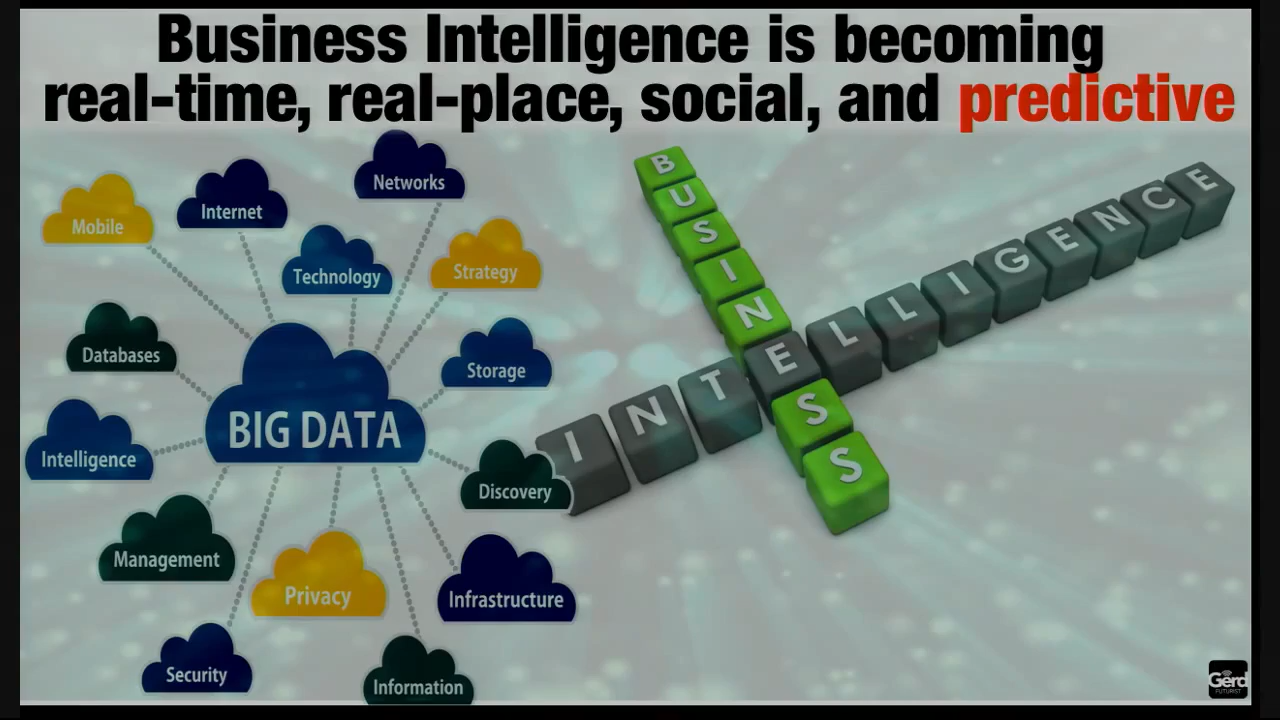 Business Intelligence is becoming
real-time, real-place, social, and predictive
Networks
Internet
Mobile
Technology
Strategy
Databases
Storage
BIG DATA
Intelligence
Discovery
Management
Privacy
Infrastructure
Security
Information
BUSINESS
INTELLIGENCE
Gerd
FUTURIST